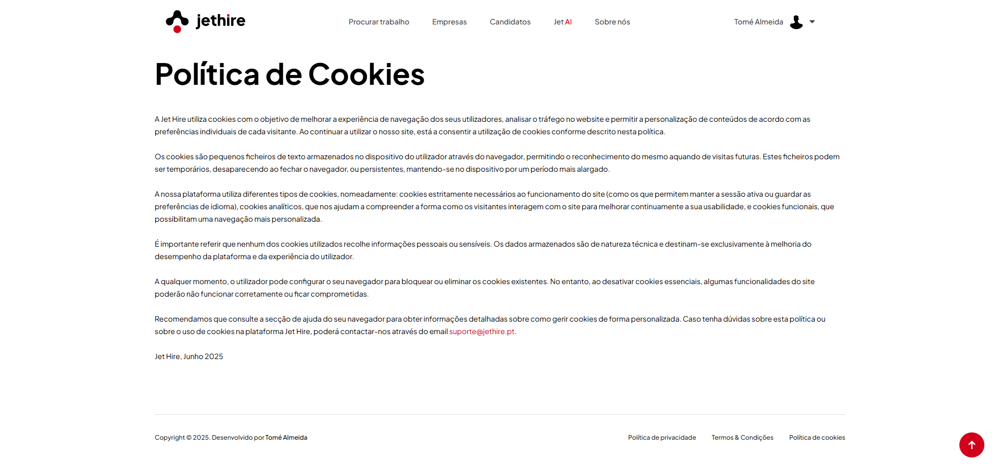 jethire
Procurar trabalho
Empresas
Candidatos
Jet AI
Sobre nós
Tomé Almeida
Política de Cookies
A Jet Hire utiliza cookies com o objetivo de melhorar a experiência de navegação dos seus utilizadores, analisar o tráfego no website e permitir a personalização de conteúdos de acordo com as
preferências individuais de cada visitante. Ao continuar a utilizar o nosso site, está a consentir a utilização de cookies conforme descrito nesta política.
Os cookies são pequenos ficheiros de texto armazenados no dispositivo do utilizador através do navegador, permitindo o reconhecimento do mesmo aquando de visitas futuras. Estes ficheiros podem
ser temporários, desaparecendo ao fechar o navegador, ou persistentes, mantendo-se no dispositivo por um período mais alargado.
A nossa plataforma utiliza diferentes tipos de cookies, nomeadamente: cookies estritamente necessários ao funcionamento do site (como os que permitem manter a sessão ativa ou guardar as
preferências de idioma), cookies analíticos, que nos ajudam a compreender a forma como os visitantes interagem com o site para melhorar continuamente a sua usabilidade, e cookies funcionais, que
possibilitam uma navegação mais personalizada.
É importante referir que nenhum dos cookies utilizados recolhe informações pessoais ou sensíveis. Os dados armazenados são de natureza técnica e destinam-se exclusivamente à melhoria do
desempenho da plataforma e da experiência do utilizador.
A qualquer momento, o utilizador pode configurar o seu navegador para bloquear ou eliminar os cookies existentes. No entanto, ao desativar cookies essenciais, algumas funcionalidades do site
poderão não funcionar corretamente ou ficar comprometidas.
Recomendamos que consulte a secção de ajuda do seu navegador para obter informações detalhadas sobre como gerir cookies de forma personalizada. Caso tenha dúvidas sobre esta política ou
sobre o uso de cookies na plataforma Jet Hire, poderá contactar-nos através do email suporte@jethire.pt.
Jet Hire, Junho 2025
Copyright © 2025. Desenvolvido por Tomé Almeida
Política de privacidade
Termos & Condições
Política de cookies